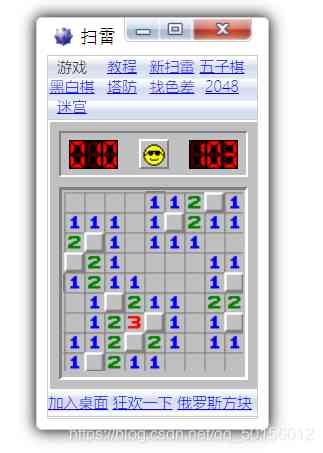 扫雷
游戏 教程 新扫雷 五子棋
黑白棋 塔防 找色差 2048
迷宫
010 103
1 1 2 1
1 1 1 1 2 1 1
2 1 1 1 1
2 1 1 1
1 2 1 1 1
1 2 1 1 2 2
1 2 3 1 1
1 1 2 2 1 1 1
1 2 1 1
加入桌面 狂欢一下 俄罗斯方块
https://blog.csdn.net/qq_50156012